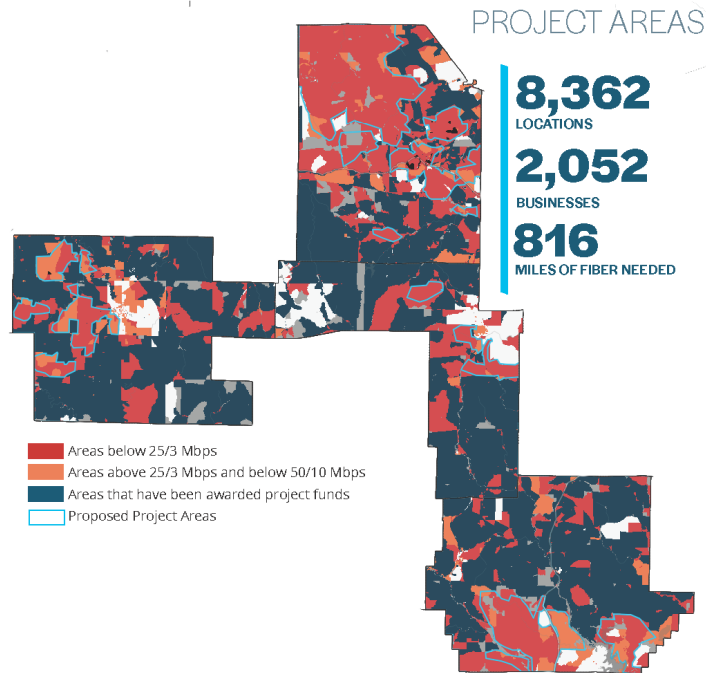 PROJECT AREAS
8,362
LOCATIONS
2,052
BUSINESSES
816
MILES OF FIBER NEEDED
Areas below 25/3 Mbps
Areas above 25/3 Mbps and below 50/10 Mbps
Areas that have been awarded project funds
Proposed Project Areas